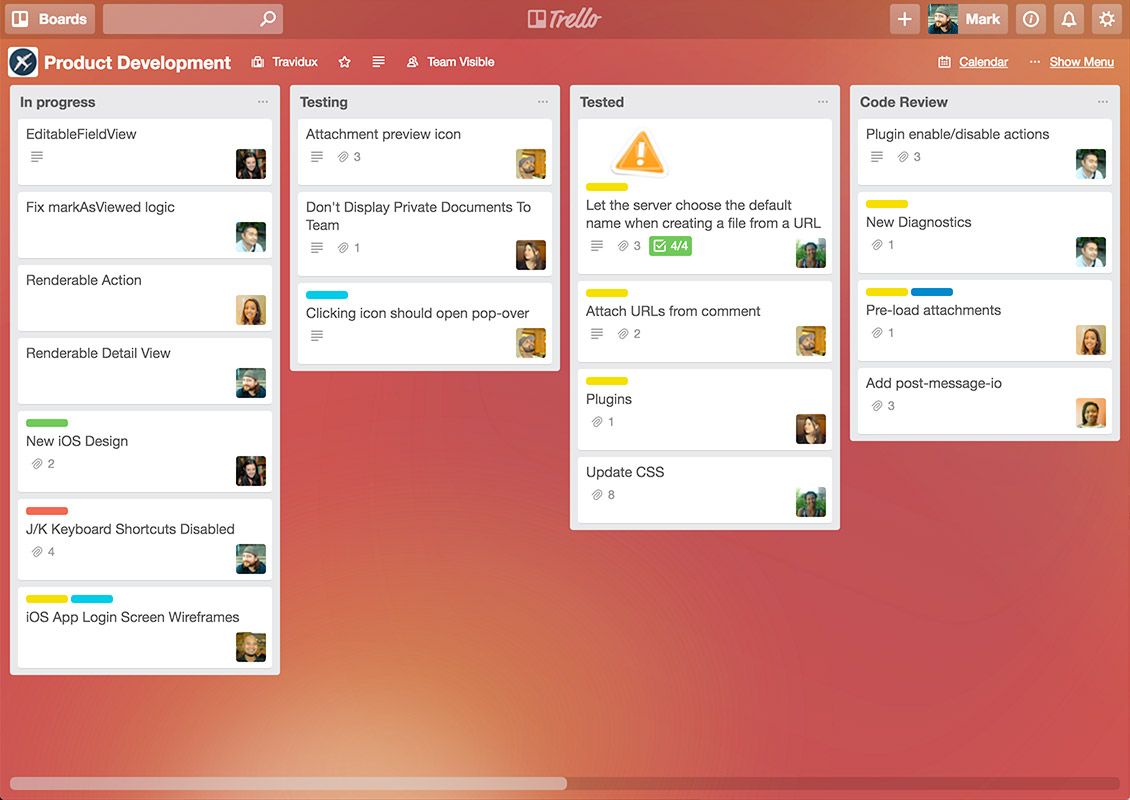 Boards
Trello
Mark
Product Development
Travidux
Team Visible
Calendar
... Show Menu
In progress
EditableFieldView
Fix markAsViewed logic
Renderable Action
Renderable Detail View
New iOS Design
2
J/K Keyboard Shortcuts Disabled
4
iOS App Login Screen Wireframes
Testing
Attachment preview icon
3
Don't Display Private Documents To
Team
1
Clicking icon should open pop-over
Tested
Let the server choose the default
name when creating a file from a URL
3 4/4
Attach URLs from comment
2
Plugins
1
Update CSS
8
Code Review
Plugin enable/disable actions
3
New Diagnostics
1
Pre-load attachments
1
Add post-message-io
3